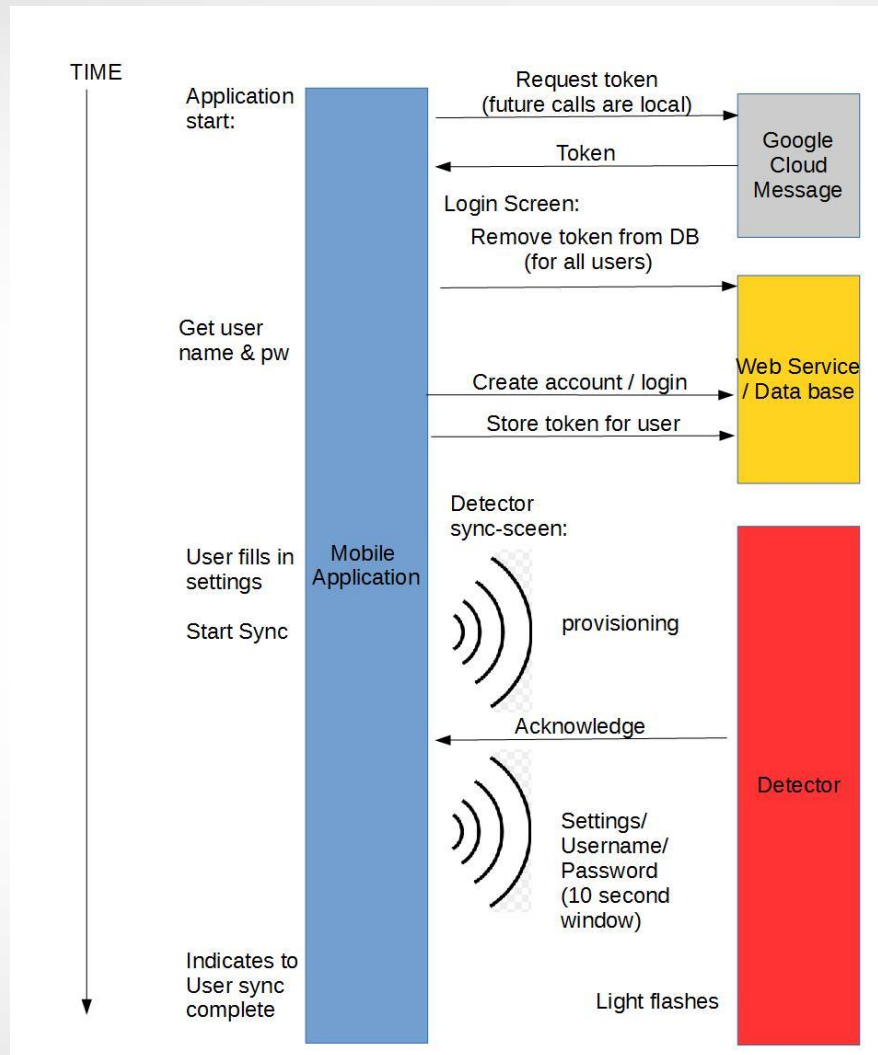 TIME
Application
start:
Request token
(future calls are local)
Token
Google
Cloud
Message
Login Screen:
Remove token from DB
(for all users)
Get user
name & pw
Web Service
/ Data base
Create account / login
Store token for user
Detector
sync-sceen:
User fills in
settings
Mobile
Application
Start Sync
provisioning
Acknowledge
Detector
Settings/
Username/
Password
(10 second
window)
Indicates to
User sync
complete
Light flashes